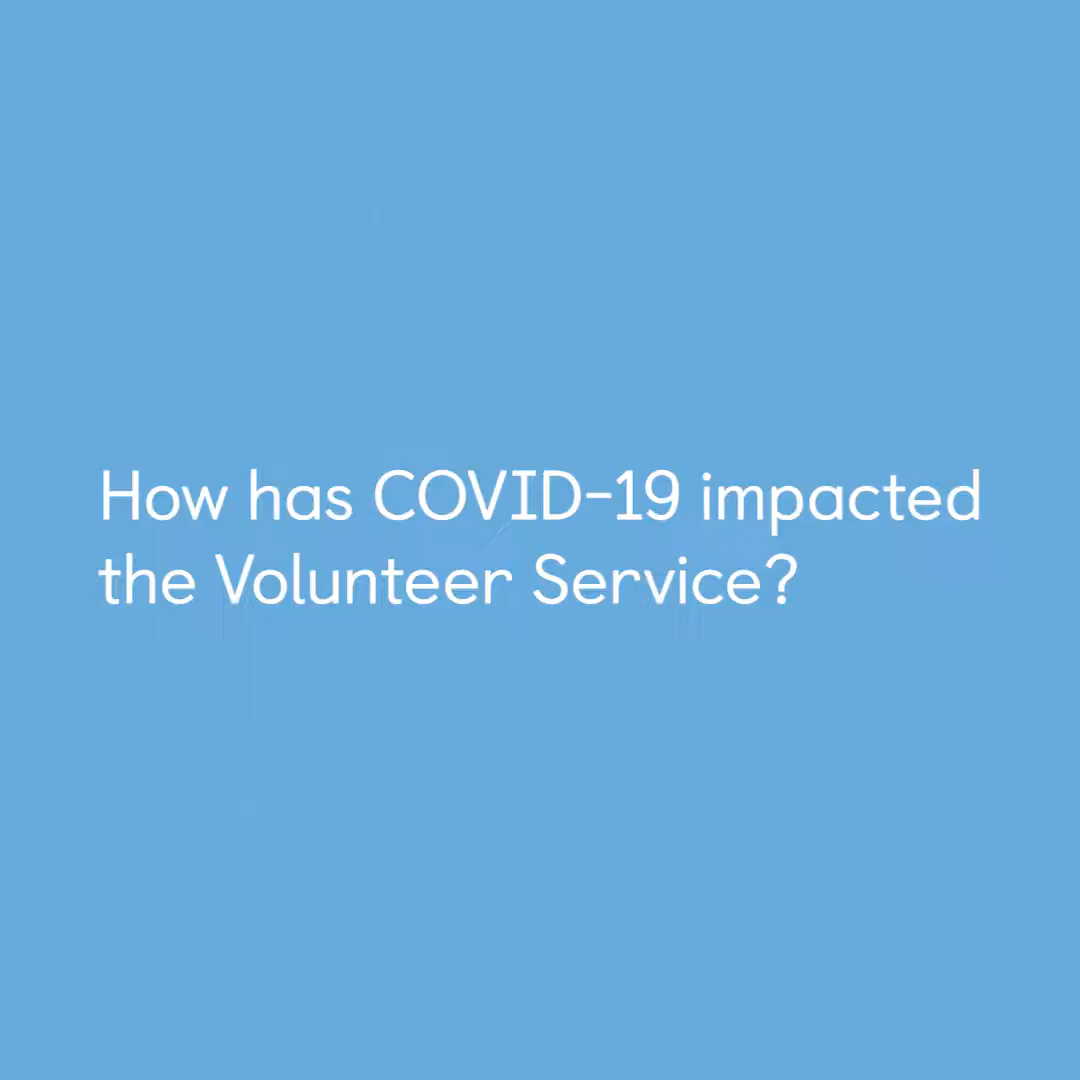 How has COVID-19 impacted
the Volunteer Service?